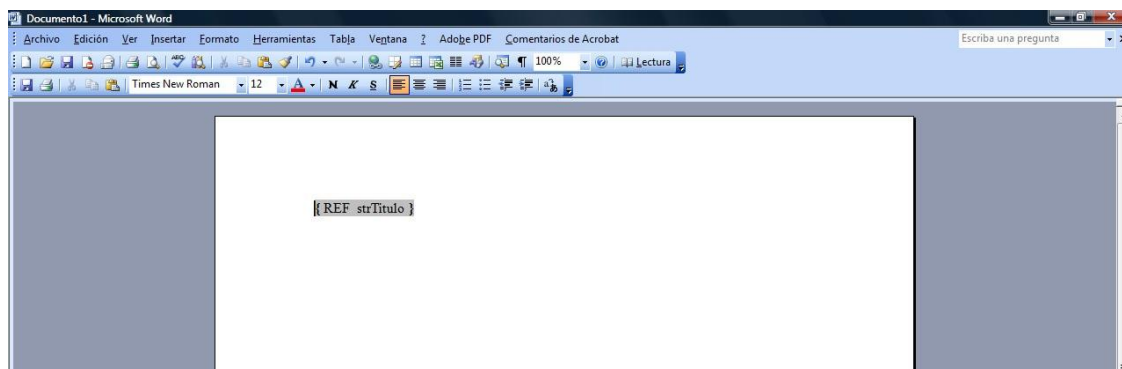 Documento1 - Microsoft Word
Archivo Edición Ver Insertar Formato Herramientas Tabla Ventana ? Adobe PDF Comentarios de Acrobat Escriba una pregunta
100% Lectura
Times New Roman 12 A N K S
{ REF strTitulo }